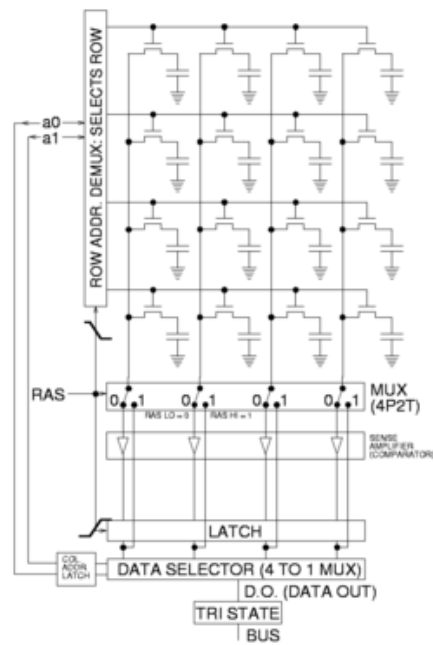 ROW ADDR. DEMUX: SELECTS ROW
a0
a1
RAS
0 1 0 1 0 1 0 1
MUX
(4P2T)
RAS LO = 0 RAS HI = 1
SENSE
AMPLIFIER
(COMPARATOR)
LATCH
COL.
ADDR
LATCH
DATA SELECTOR (4 TO 1 MUX)
D.O. (DATA OUT)
TRI STATE
BUS